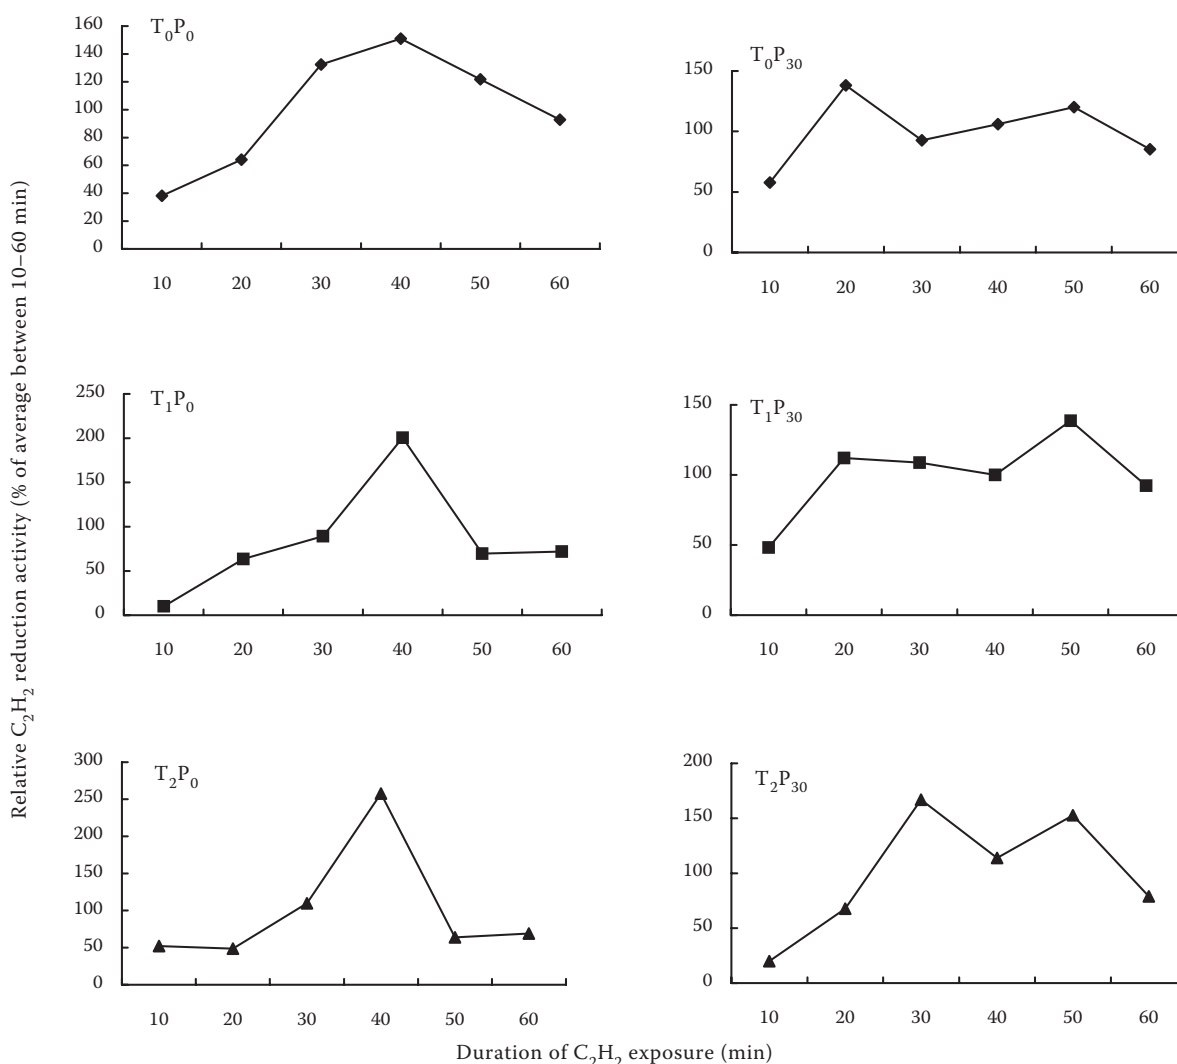 Relative C2H2 reduction activity (% of average between 10–60 min)
T0P0
160
140
120
100
80
60
40
20
0
10 20 30 40 50 60
T0P30
150
100
50
0
10 20 30 40 50 60
T1P0
250
200
150
100
50
0
10 20 30 40 50 60
T1P30
150
100
50
0
10 20 30 40 50 60
T2P0
300
250
200
150
100
50
0
10 20 30 40 50 60
T2P30
200
150
100
50
0
10 20 30 40 50 60
Duration of C2H2 exposure (min)